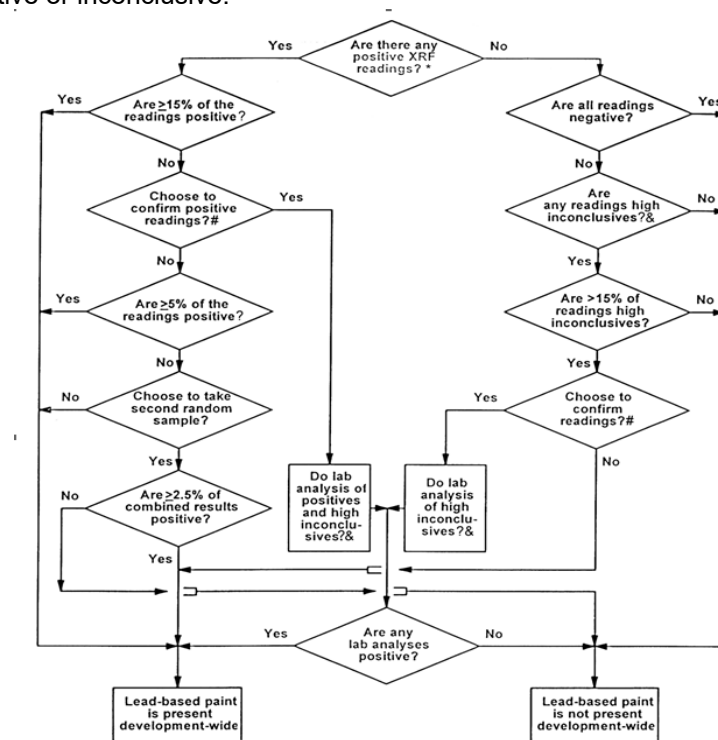 or inconclusive.
Are there any
positive XRF
readings? *
Yes
No
Are ≥15% of the
readings positive?
Yes
No
Choose to
confirm positive
readings?#
Yes
No
Are ≥5% of the
readings positive?
Yes
No
Choose to take
second random
sample?
No
Yes
Are ≥2.5% of
combined results
positive?
No
Yes
Are all readings
negative?
Yes
No
Are
any readings high
inconclusives?&
No
Yes
Are >15% of
readings high
inconclusives?
No
Yes
Choose to
confirm
readings?#
Yes
No
Do lab
analysis of
positives
and high
inconclu-
sives?&
Do lab
analysis
of high
inconclu-
sives?&
Are any
lab analyses
positive?
Yes
No
Lead-based paint
is present
development-wide
Lead-based paint
is not present
development-wide